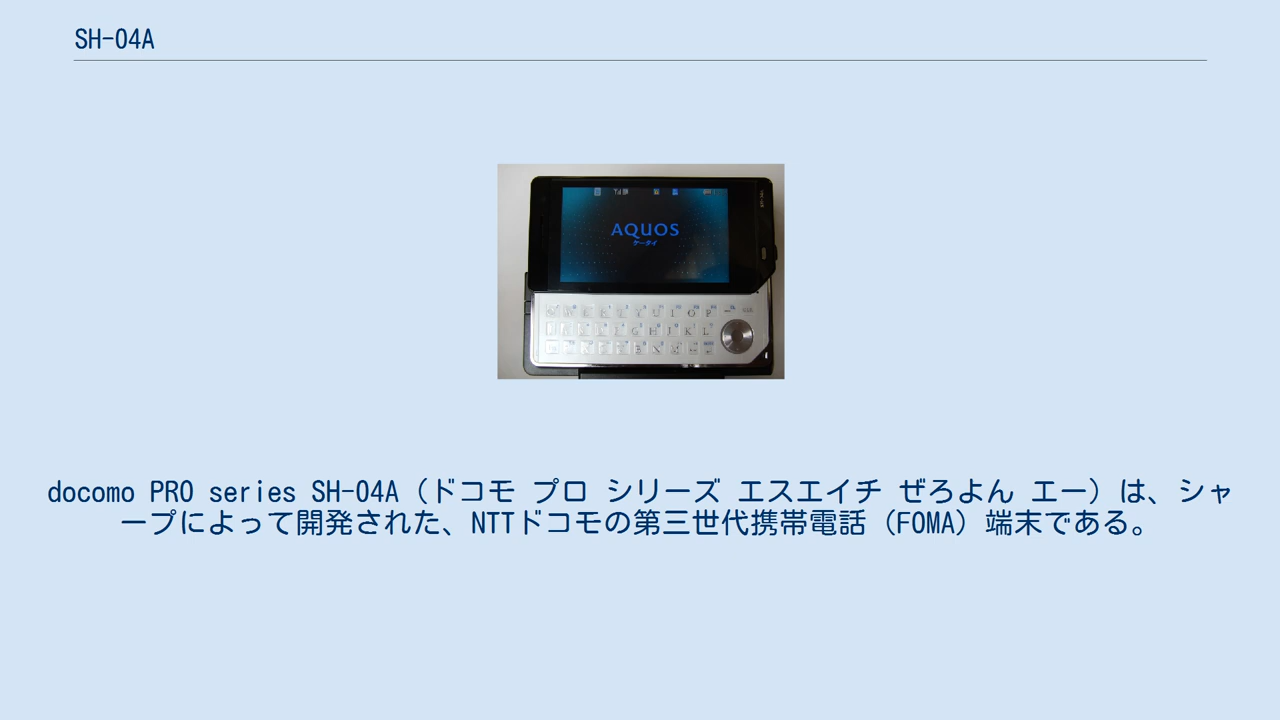 SH-04A
AQUOS
ケータイ
docomo PRO series SH-04A（ドコモ プロ シリーズ エスエイチ ぜろよん エー）は、シャ
ープによって開発された、NTTドコモの第三世代携帯電話（FOMA）端末である。